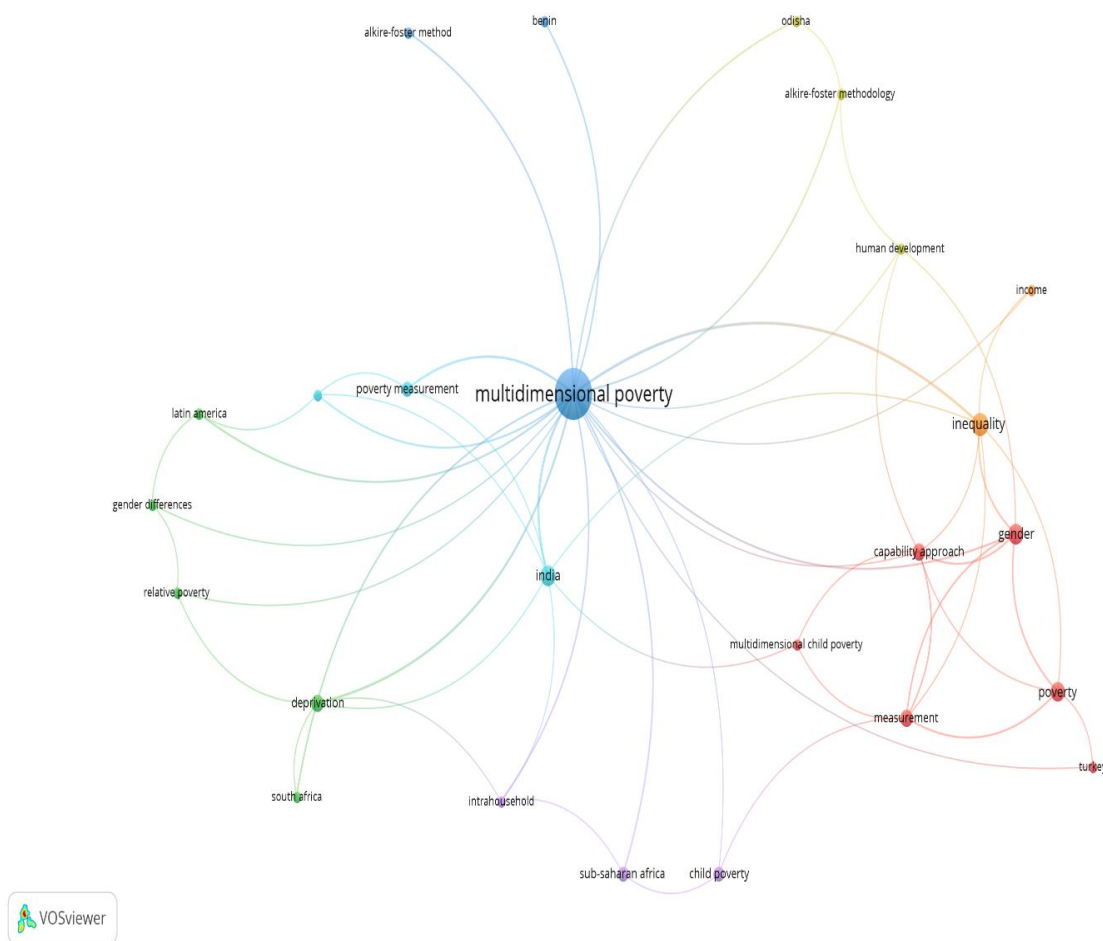 benin
odisha
alkire-foster method
alkire-foster methodology
human development
income
poverty measurement
multidimensional poverty
latin america
inequality
gender differences
gender
capability approach
india
relative poverty
multidimensional child poverty
poverty
deprivation
measurement
turkey
south africa
intrahousehold
sub-saharan africa
child poverty
VOSviewer